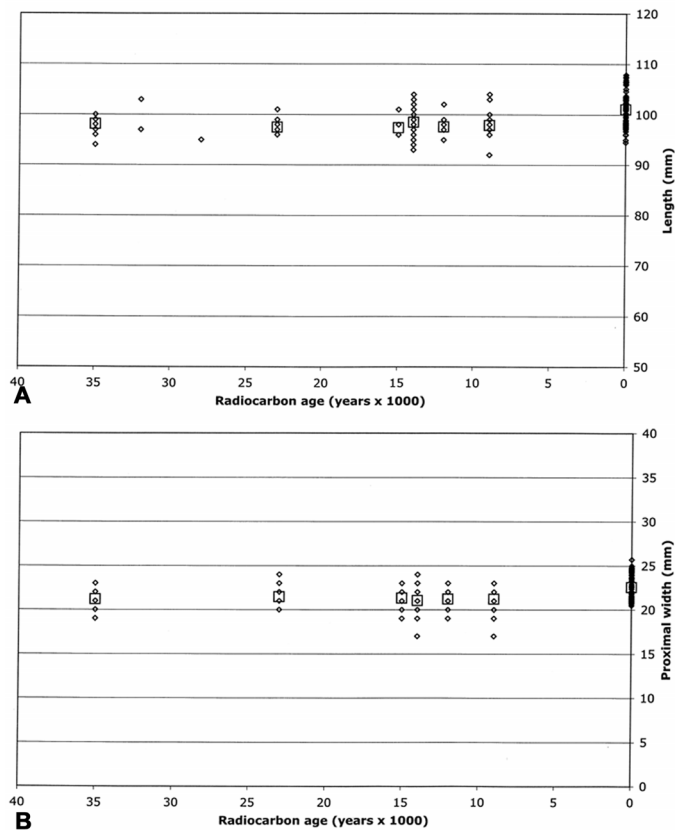 120
110
100
90
80
70
60
50
Length (mm)
40 35 30 25 20 15 10 5 0
Radiocarbon age (years x 1000)
A
40
35
30
25
20
15
10
5
0
Proximal width (mm)
40 35 30 25 20 15 10 5 0
Radiocarbon age (years x 1000)
B